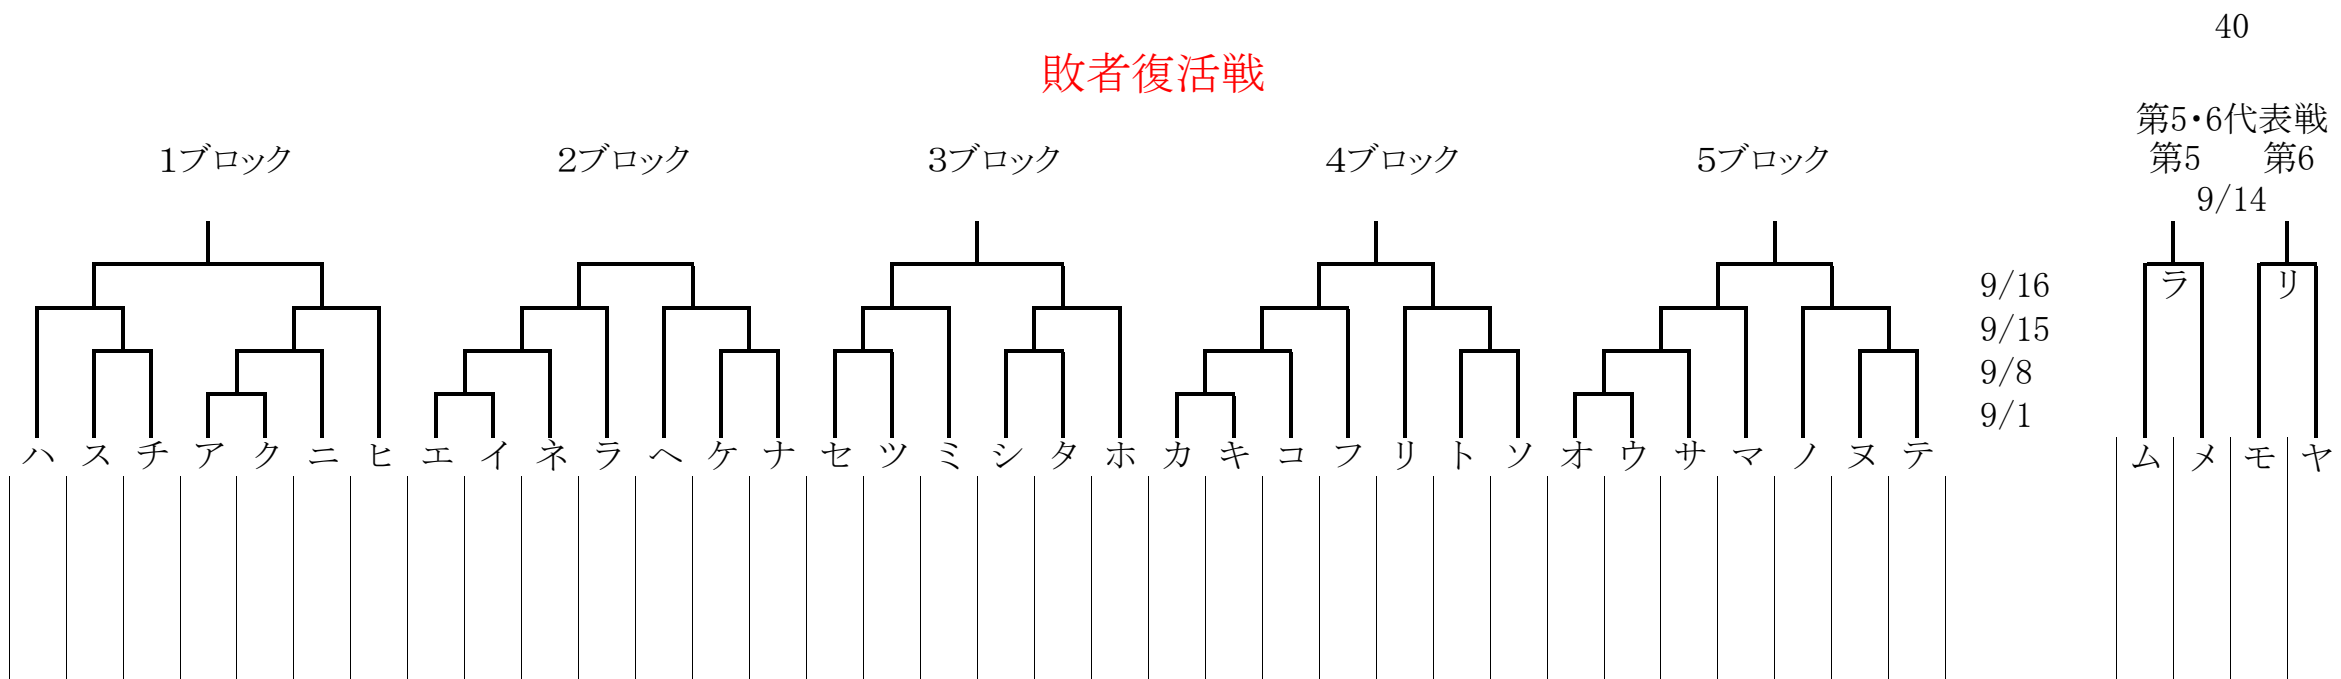 40
敗者復活戦
第5・6代表戦
1ブロック 2ブロック 3ブロック 4ブロック 5ブロック 第5 第6
9/14
9/16 ラ リ
9/15
9/8
9/1
ハ ス チ ア ク ニ ヒ エ イ ネ ラ ヘ ケ ナ セ ツ ミ シ タ ホ カ キ コ フ リ ト ソ オ ウ サ マ ノ ヌ テ ム メ モ ヤ